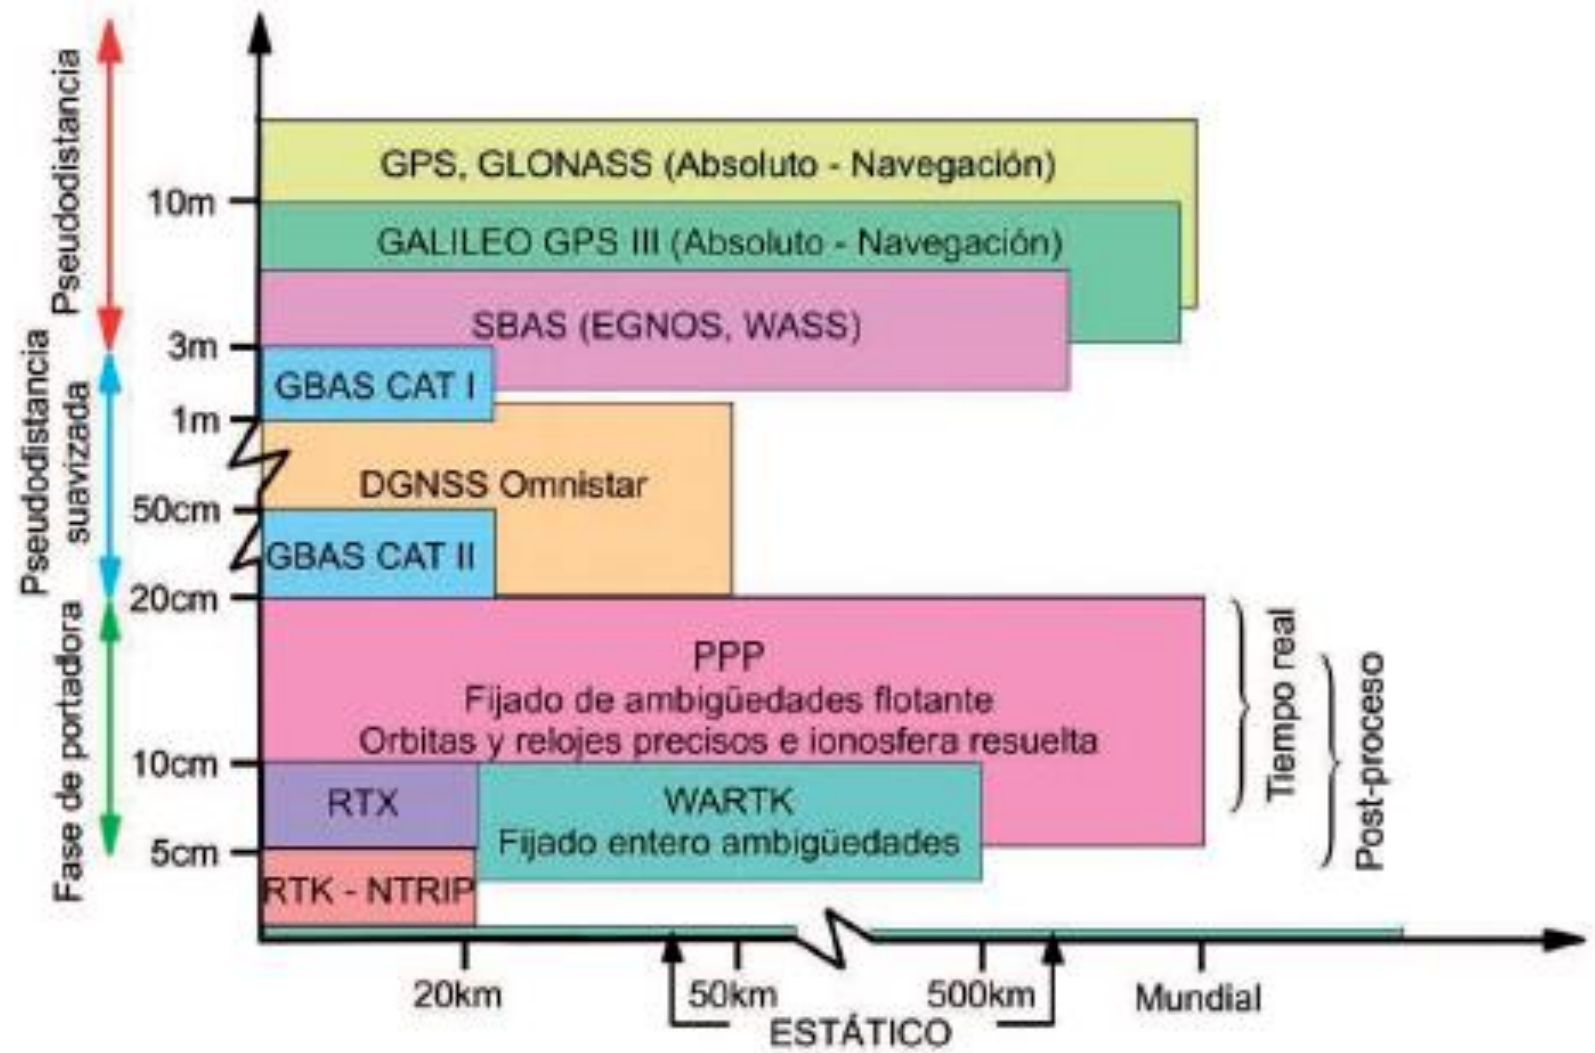 Pseudodistancia
Pseudodistancia
suavizada
Fase de portadora
10m
3m
1m
50cm
20cm
10cm
5cm
GPS, GLONASS (Absoluto - Navegación)
GALILEO GPS III (Absoluto - Navegación)
SBAS (EGNOS, WASS)
GBAS CAT I
DGNSS Omnistar
GBAS CAT II
PPP
Fijado de ambigüedades flotante
Orbitas y relojes precisos e ionosfera resuelta
RTX
WARTK
Fijado entero ambigüedades
RTK - NTRIP
Tiempo real
Post-proceso
20km
50km
500km
Mundial
ESTÁTICO